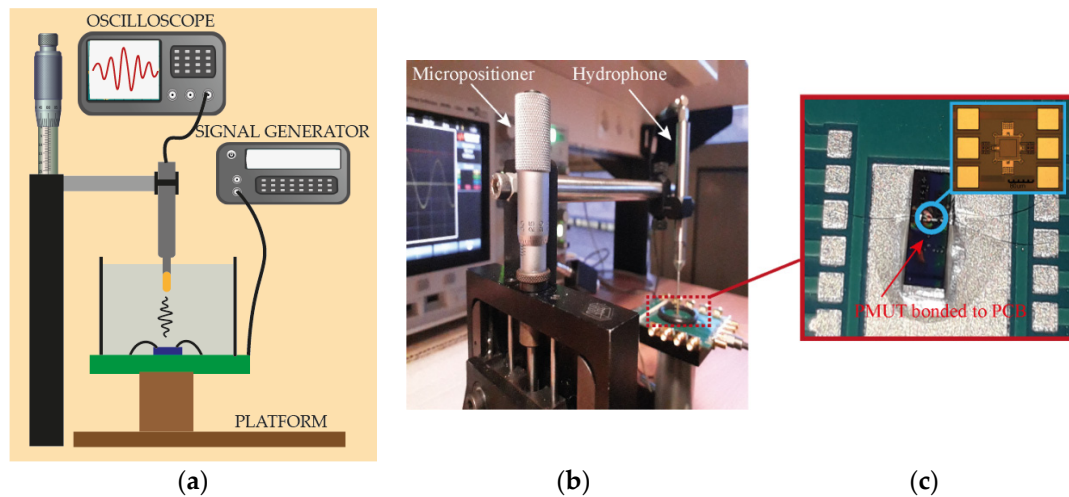 OSCILLOSCOPE
SIGNAL GENERATOR
PLATFORM
(a)
Micropositioner
Hydrophone
(b)
PMUT bonded to PCB
(c)